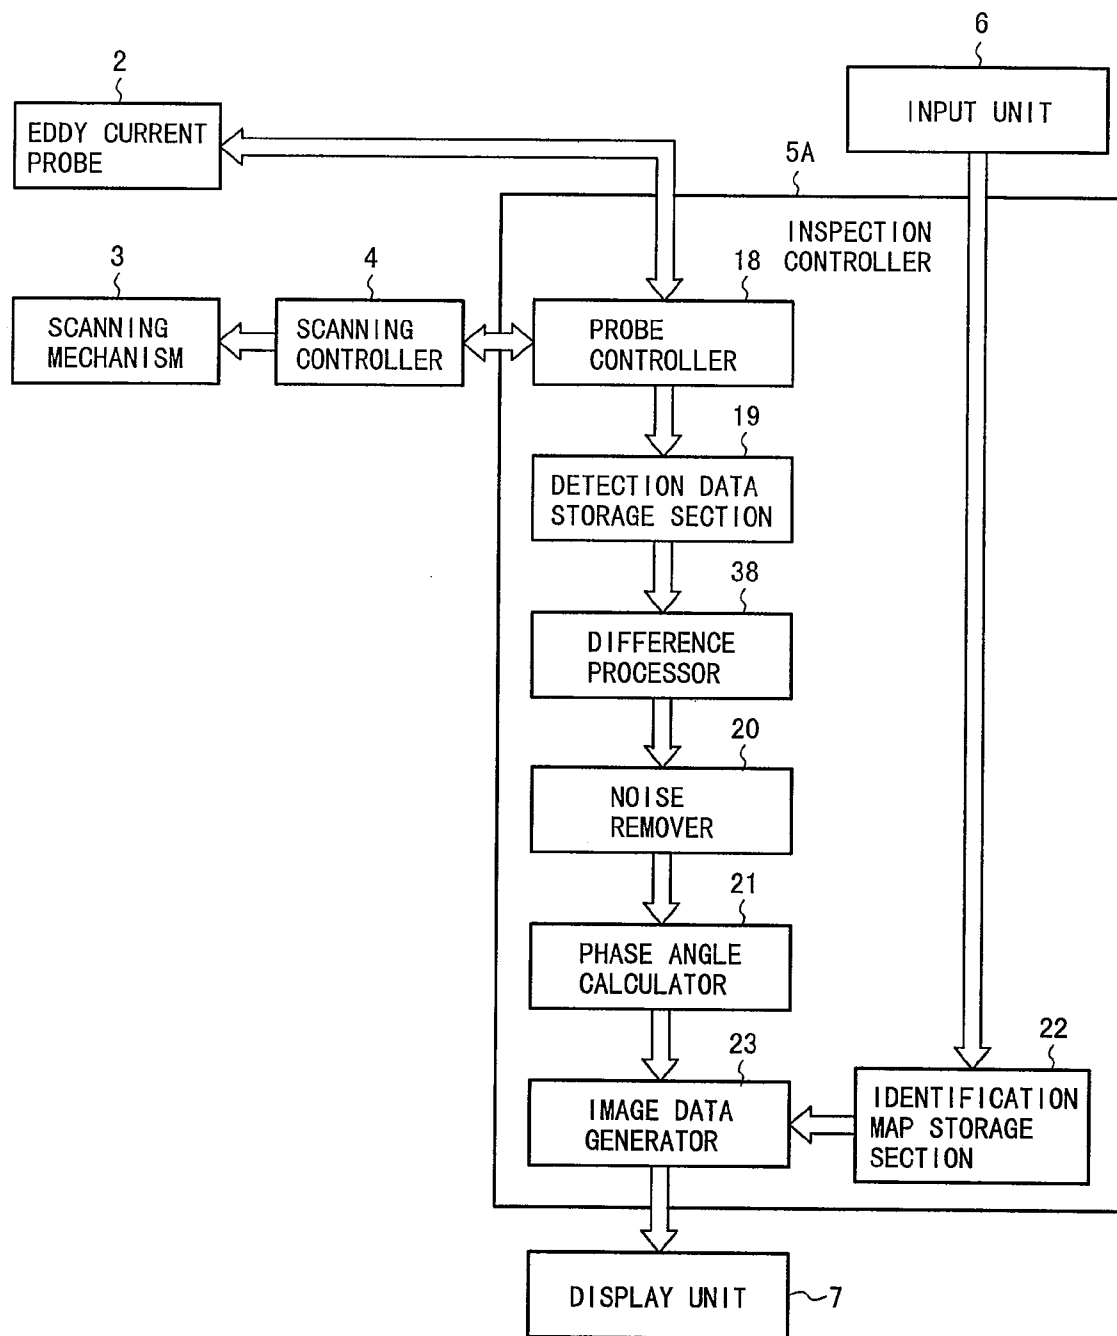 6
INPUT UNIT
2
EDDY CURRENT
PROBE
5A
INSPECTION
CONTROLLER
3
SCANNING
MECHANISM
4
SCANNING
CONTROLLER
18
PROBE
CONTROLLER
19
DETECTION DATA
STORAGE SECTION
38
DIFFERENCE
PROCESSOR
20
NOISE
REMOVER
21
PHASE ANGLE
CALCULATOR
23
IMAGE DATA
GENERATOR
22
IDENTIFICATION
MAP STORAGE
SECTION
DISPLAY UNIT
7